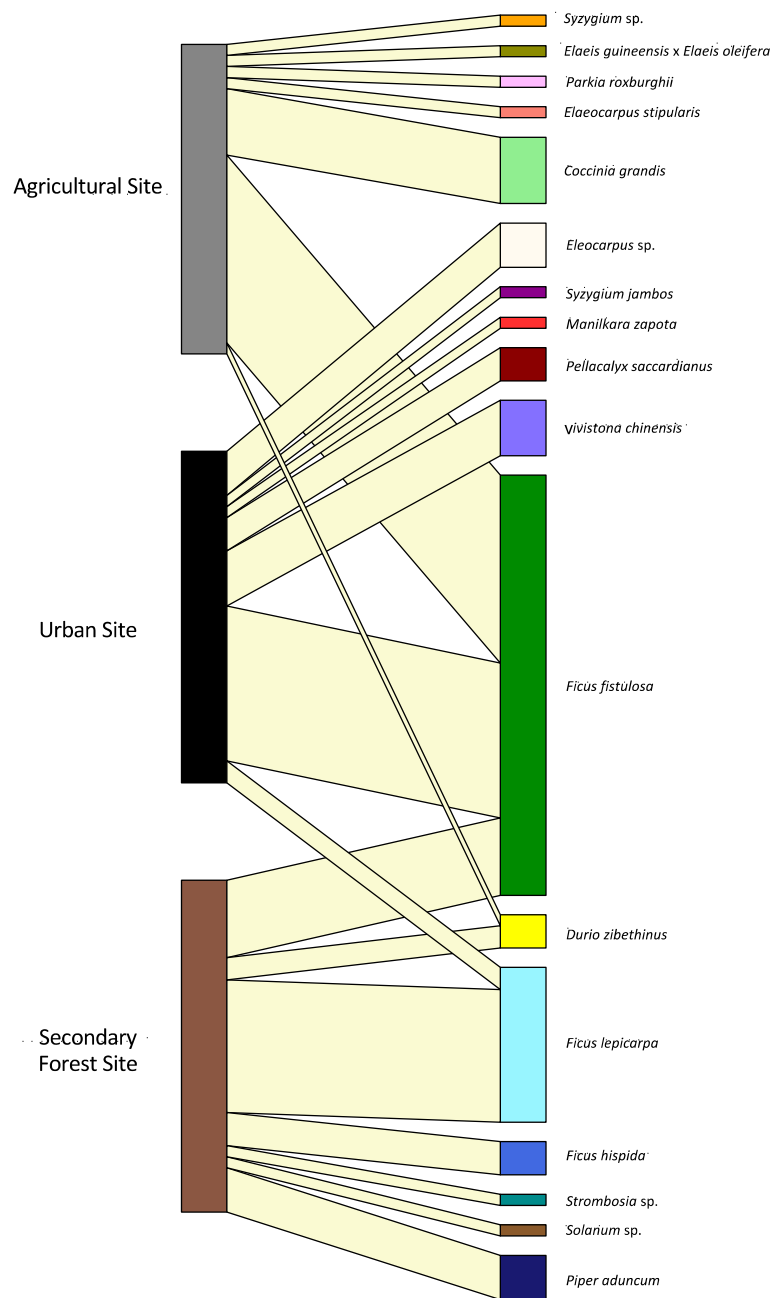 Syzygium sp.
Elaeis guineensis x Elaeis oleifera
Parkia roxburghii
Elaeocarpus stipularis
Coccinia grandis
Agricultural Site
Eleocarpus sp.
Syzygium jambos
Manilkara zapota
Pellacalyx saccardianus
Vivistona chinensis
Urban Site
Ficus fistulosa
Durio zibethinus
Secondary
Forest Site
Ficus lepicarpa
Ficus hispida
Strombosia sp.
Solarium sp.
Piper aduncum